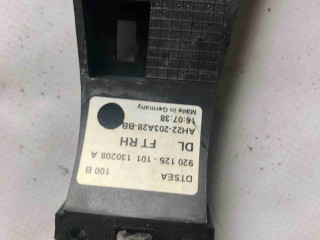 DTSEA 100 B
920 125 - 101 130208 A
DL FT RH
AH22-203A28-BB
16:07:38 Made in Germany